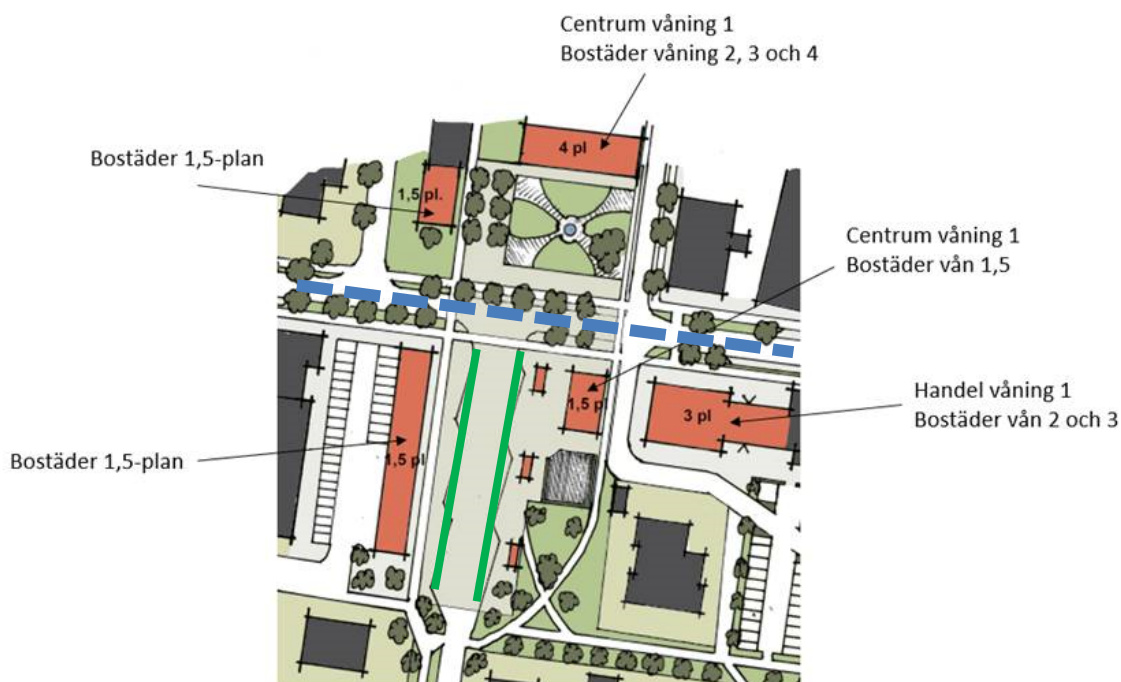 Centrum våning 1
Bostäder våning 2, 3 och 4
4 pl
Bostäder 1,5-plan
1,5 pl.
Centrum våning 1
Bostäder vån 1,5
1,5 pl
Handel våning 1
Bostäder vån 2 och 3
3 pl
Bostäder 1,5-plan
1,5 pl